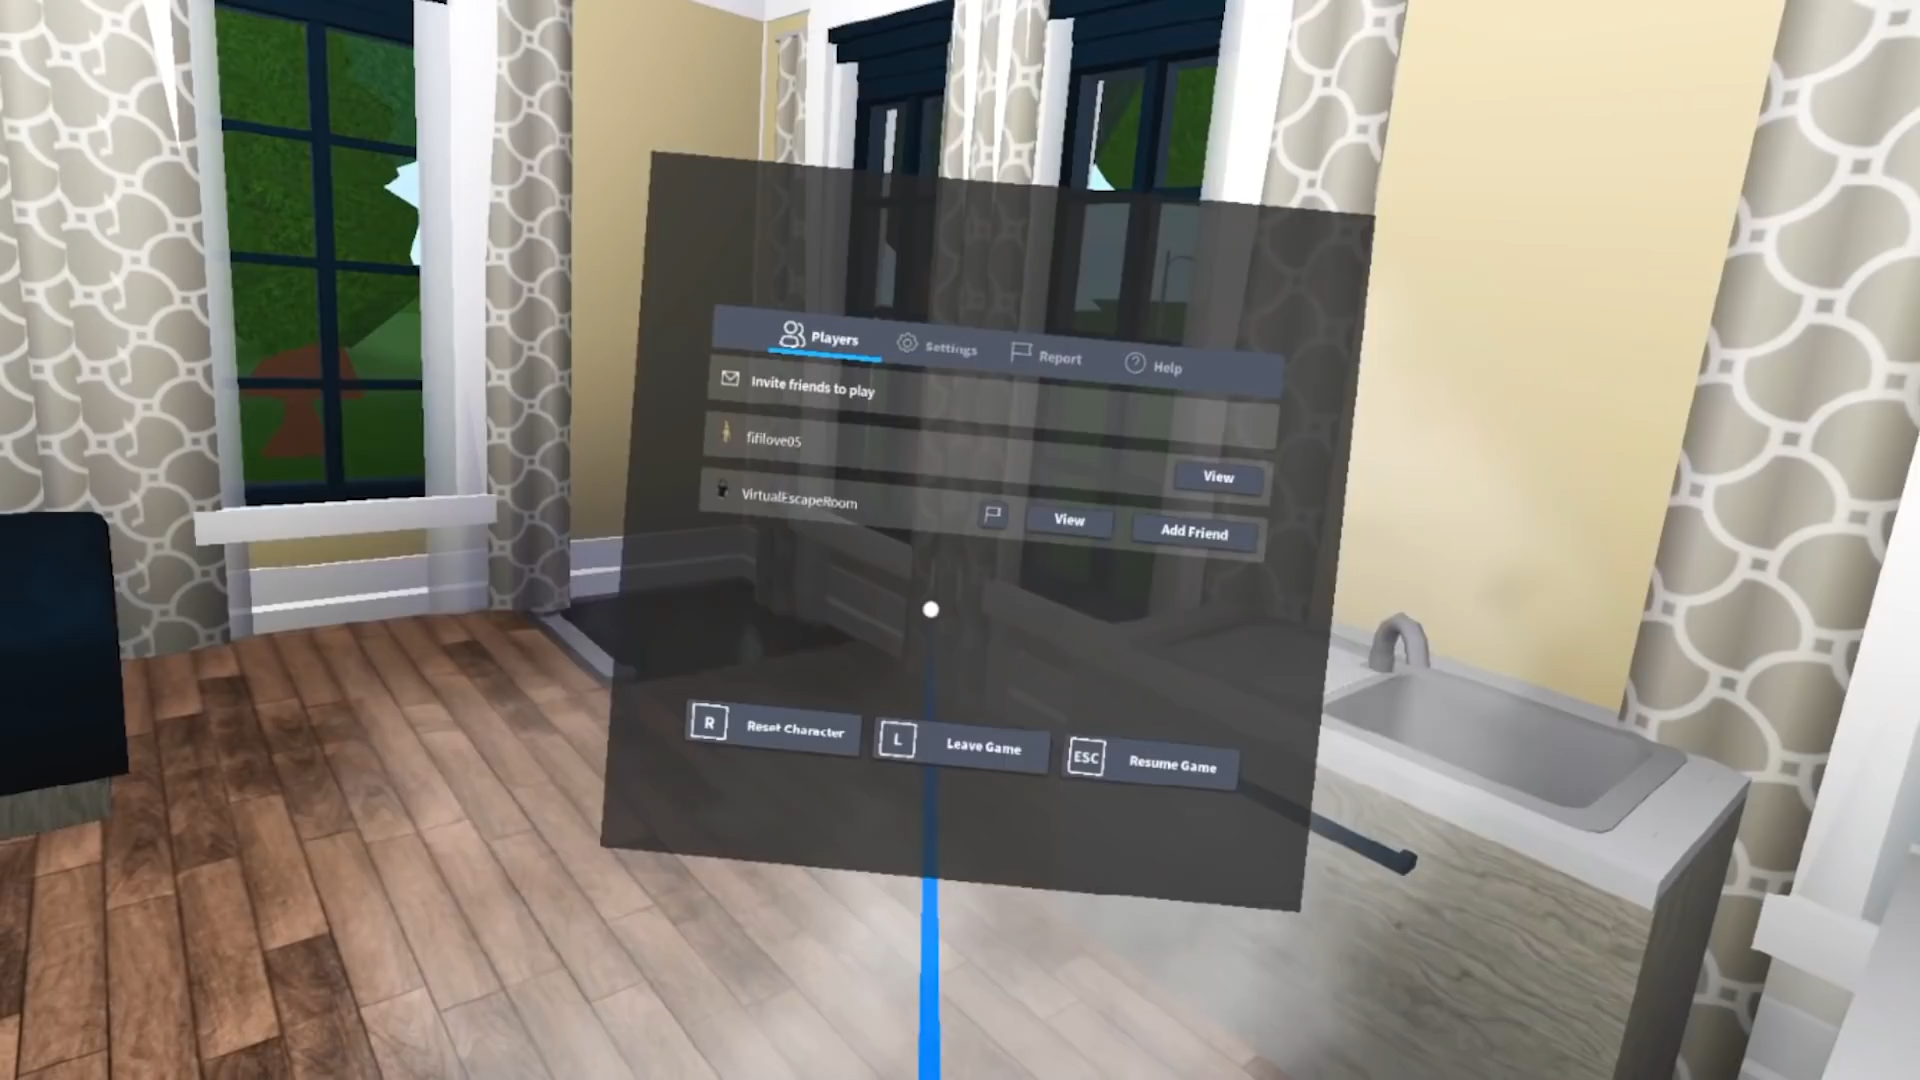 Players
Settings
Report
Help
Invite friends to play
fifilove05
View
VirtualEscapeRoom
View
Add Friend
R
Reset Character
L
Leave Game
ESC
Resume Game